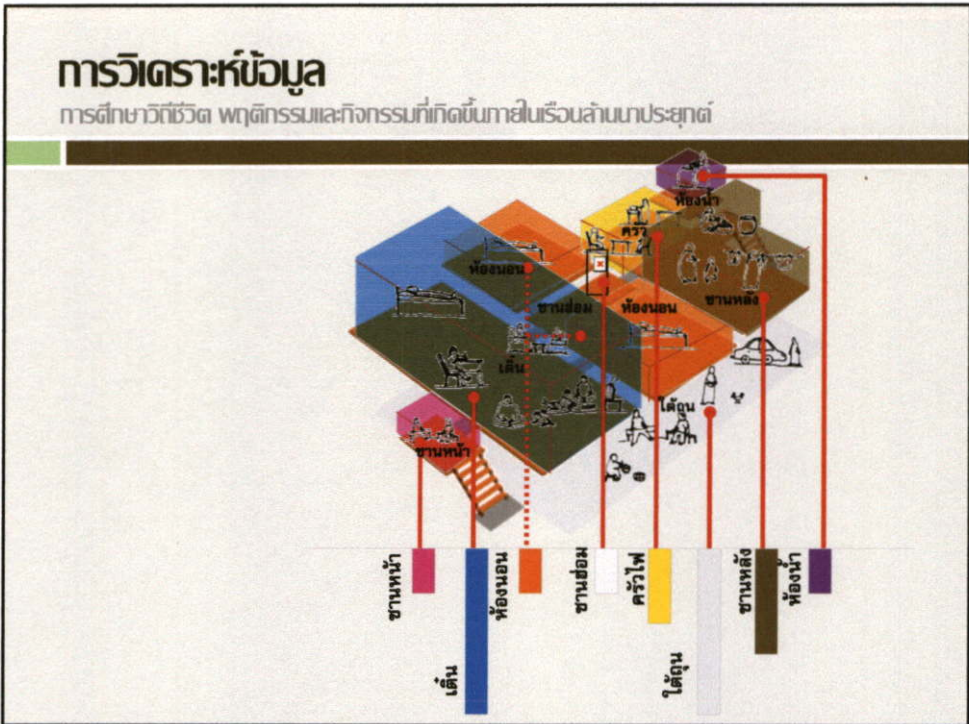 การวิเคราะห์ข้อมูล
การศึกษาวิถีชีวิต พฤติกรรมและกิจกรรมที่เกิดขึ้นภายในเรือนล้านนาประยุกต์
ห้องน้ำ
ครัว
ห้องนอน
ชานฮ่อม
ห้องนอน
ชานหลัง
เติ๋น
ใต้ถุน
ชานหน้า
ชานหน้า
เติ๋น
ห้องนอน
ชานฮ่อม
ครัวไฟ
ใต้ถุน
ชานหลัง
ห้องน้ำ